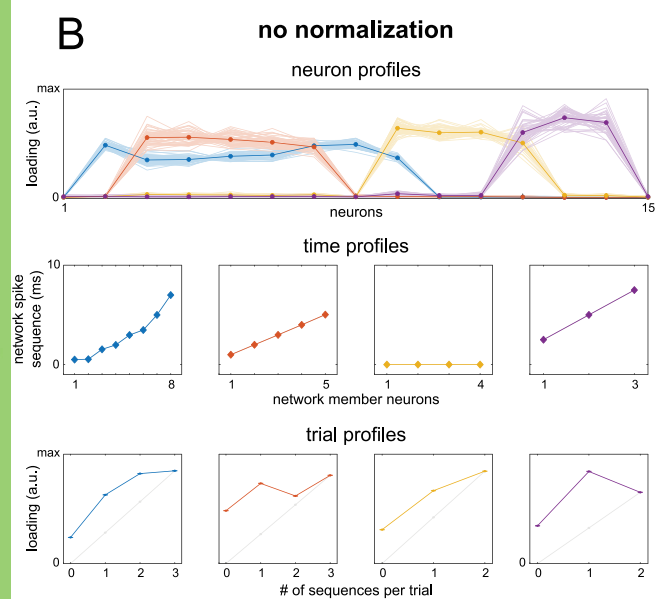 B
no normalization
neuron profiles
max
loading (a.u.)
0
1
neurons
15
time profiles
10
network spike
sequence (ms)
0
1 8
1 5
1 4
1 3
network member neurons
trial profiles
max
loading (a.u.)
0
0
0 1 2 3
0 1 2 3
0 1 2
0 1 2
# of sequences per trial